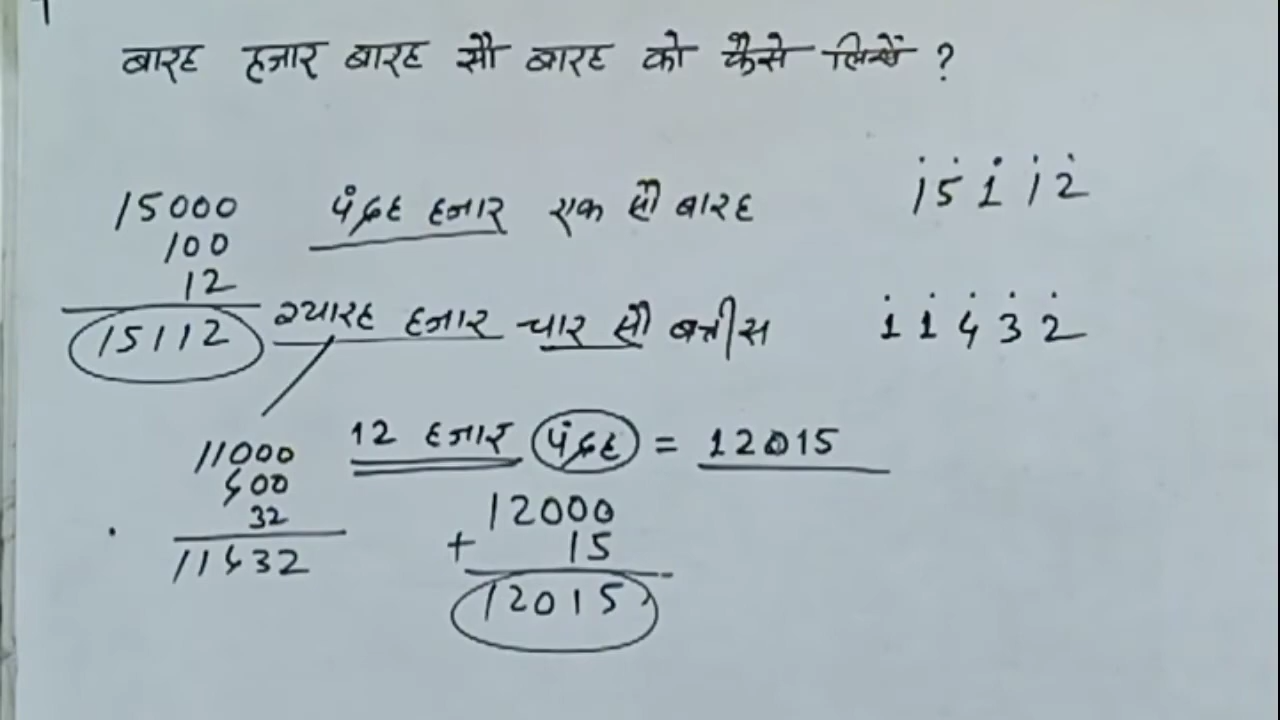 बारह हजार बारह सौ बारह को कैसे लिखें ?
15000 पंद्रह हजार एक सौ बारह 15112
100
12
15112 ग्यारह हजार चार सौ बत्तीस 11432
11000 12 हजार पंद्रह = 12015
400
32
11432
12000
+ 15
12015